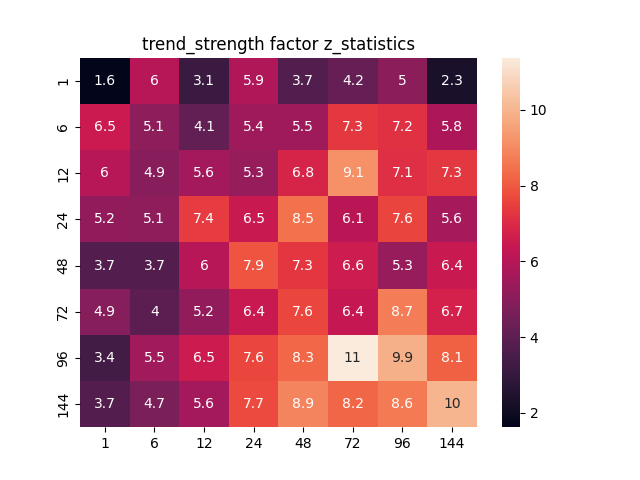 trend_strength factor z_statistics
1 1.6 6 3.1 5.9 3.7 4.2 5 2.3
6 6.5 5.1 4.1 5.4 5.5 7.3 7.2 5.8
12 6 4.9 5.6 5.3 6.8 9.1 7.1 7.3
24 5.2 5.1 7.4 6.5 8.5 6.1 7.6 5.6
48 3.7 3.7 6 7.9 7.3 6.6 5.3 6.4
72 4.9 4 5.2 6.4 7.6 6.4 8.7 6.7
96 3.4 5.5 6.5 7.6 8.3 11 9.9 8.1
144 3.7 4.7 5.6 7.7 8.9 8.2 8.6 10
1 6 12 24 48 72 96 144
10
8
6
4
2